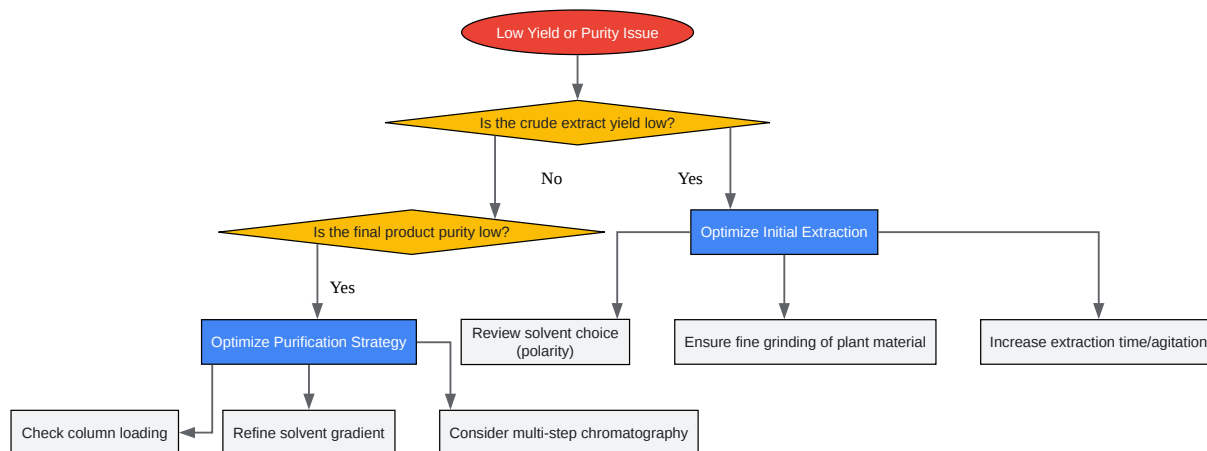 Low Yield or Purity Issue
Is the crude extract yield low?
No
Yes
Is the final product purity low?
Optimize Initial Extraction
Yes
Optimize Purification Strategy
Review solvent choice
(polarity)
Ensure fine grinding of plant material
Increase extraction time/agitation
Check column loading
Refine solvent gradient
Consider multi-step chromatography